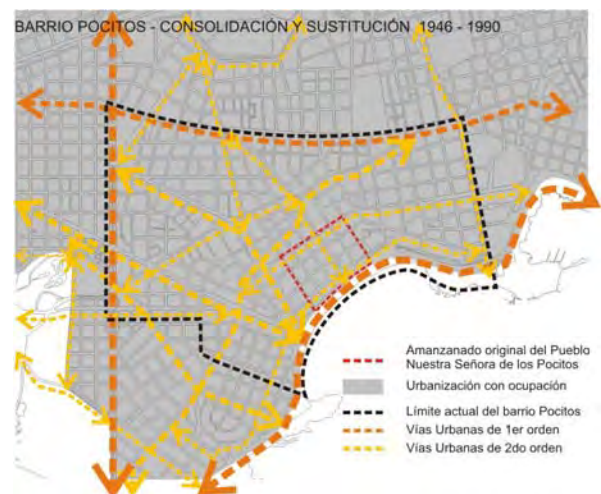 BARRIO POCITOS - CONSOLIDACIÓN Y SUSTITUCIÓN 1946 - 1990
Amanzanado original del Pueblo
Nuestra Señora de los Pocitos
Urbanización con ocupación
Límite actual del barrio Pocitos
Vías Urbanas de 1er orden
Vías Urbanas de 2do orden